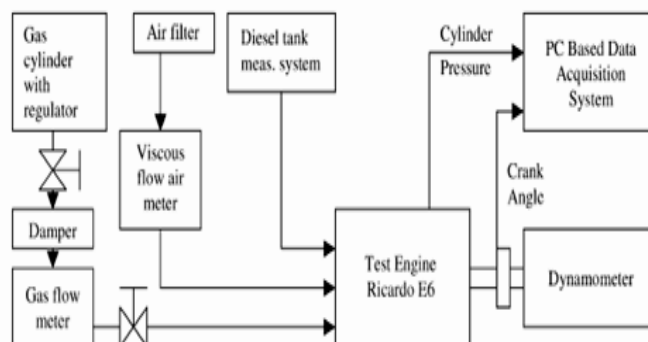 Gas
cylinder
with
regulator
Air filter
Diesel tank
meas. system
Cylinder
Pressure
PC Based Data
Acquisition
System
Viscous
flow air
meter
Crank
Angle
Damper
Gas flow
meter
Test Engine
Ricardo E6
Dynamometer